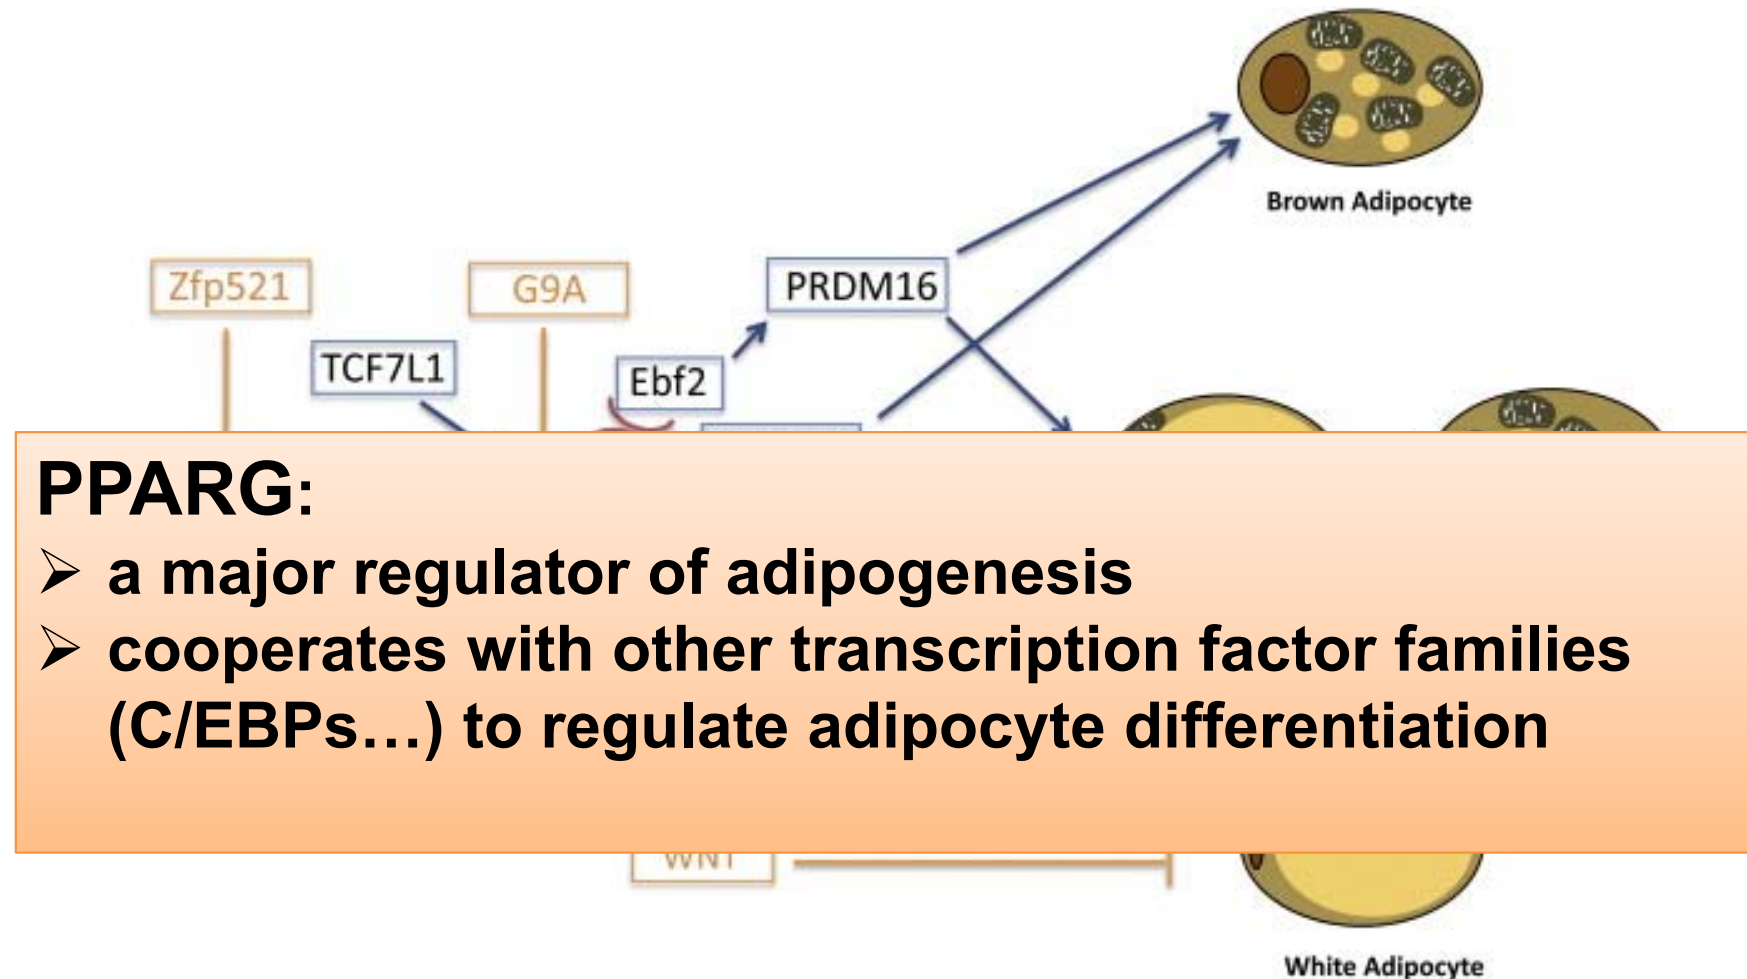 Brown Adipocyte
Zfp521
G9A
PRDM16
TCF7L1
Ebf2
PPARG:
➢ a major regulator of adipogenesis
➢ cooperates with other transcription factor families
(C/EBPs…) to regulate adipocyte differentiation
WNT
White Adipocyte